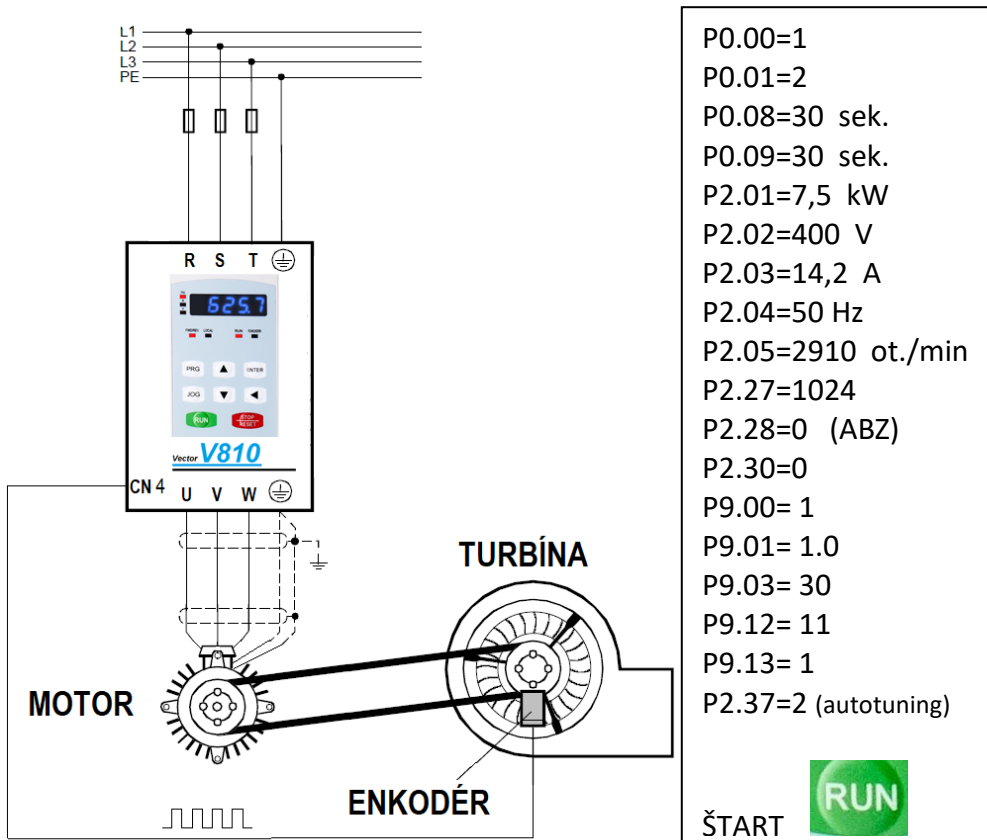 L1
L2
L3
PE
R S T
625.7
PRG
ENTER
JOG
RUN
STOP
RESET
Vector V810
CN 4
U V W
TURBÍNA
MOTOR
ENKODÉR
P0.00=1
P0.01=2
P0.08=30 sek.
P0.09=30 sek.
P2.01=7,5 kW
P2.02=400 V
P2.03=14,2 A
P2.04=50 Hz
P2.05=2910 ot./min
P2.27=1024
P2.28=0 (ABZ)
P2.30=0
P9.00= 1
P9.01= 1.0
P9.03= 30
P9.12= 11
P9.13= 1
P2.37=2 (autotuning)
ŠTART RUN